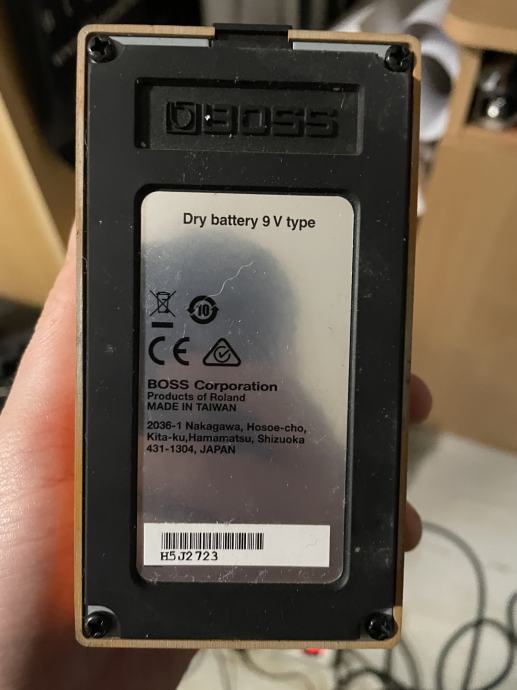 BOSS
Dry battery 9 V type
10
CE
BOSS Corporation
Products of Roland
MADE IN TAIWAN
2036-1 Nakagawa, Hosoe-cho,
Kita-ku,Hamamatsu, Shizuoka
431-1304, JAPAN
H5J2723